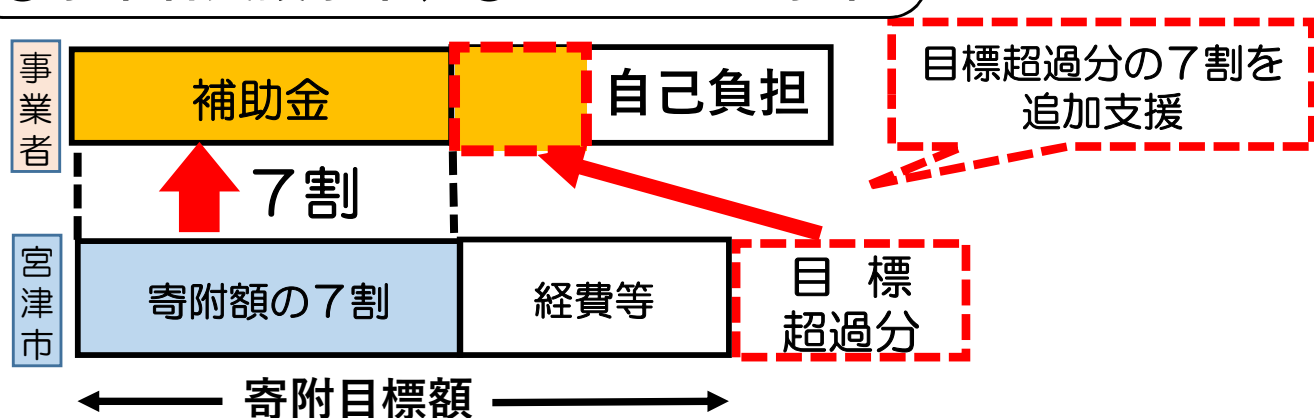 事業者
補助金
自己負担
目標超過分の7割を
追加支援
7割
宮津市
寄附額の7割
経費等
目 標
超過分
寄附目標額